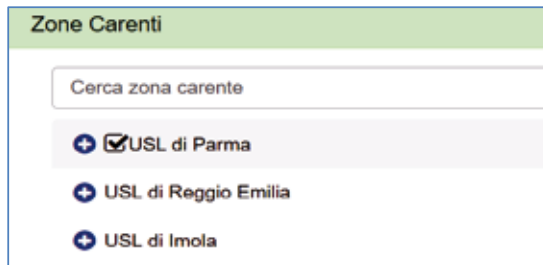 Zone Carenti
Cerca zona carente
USL di Parma
USL di Reggio Emilia
USL di Imola